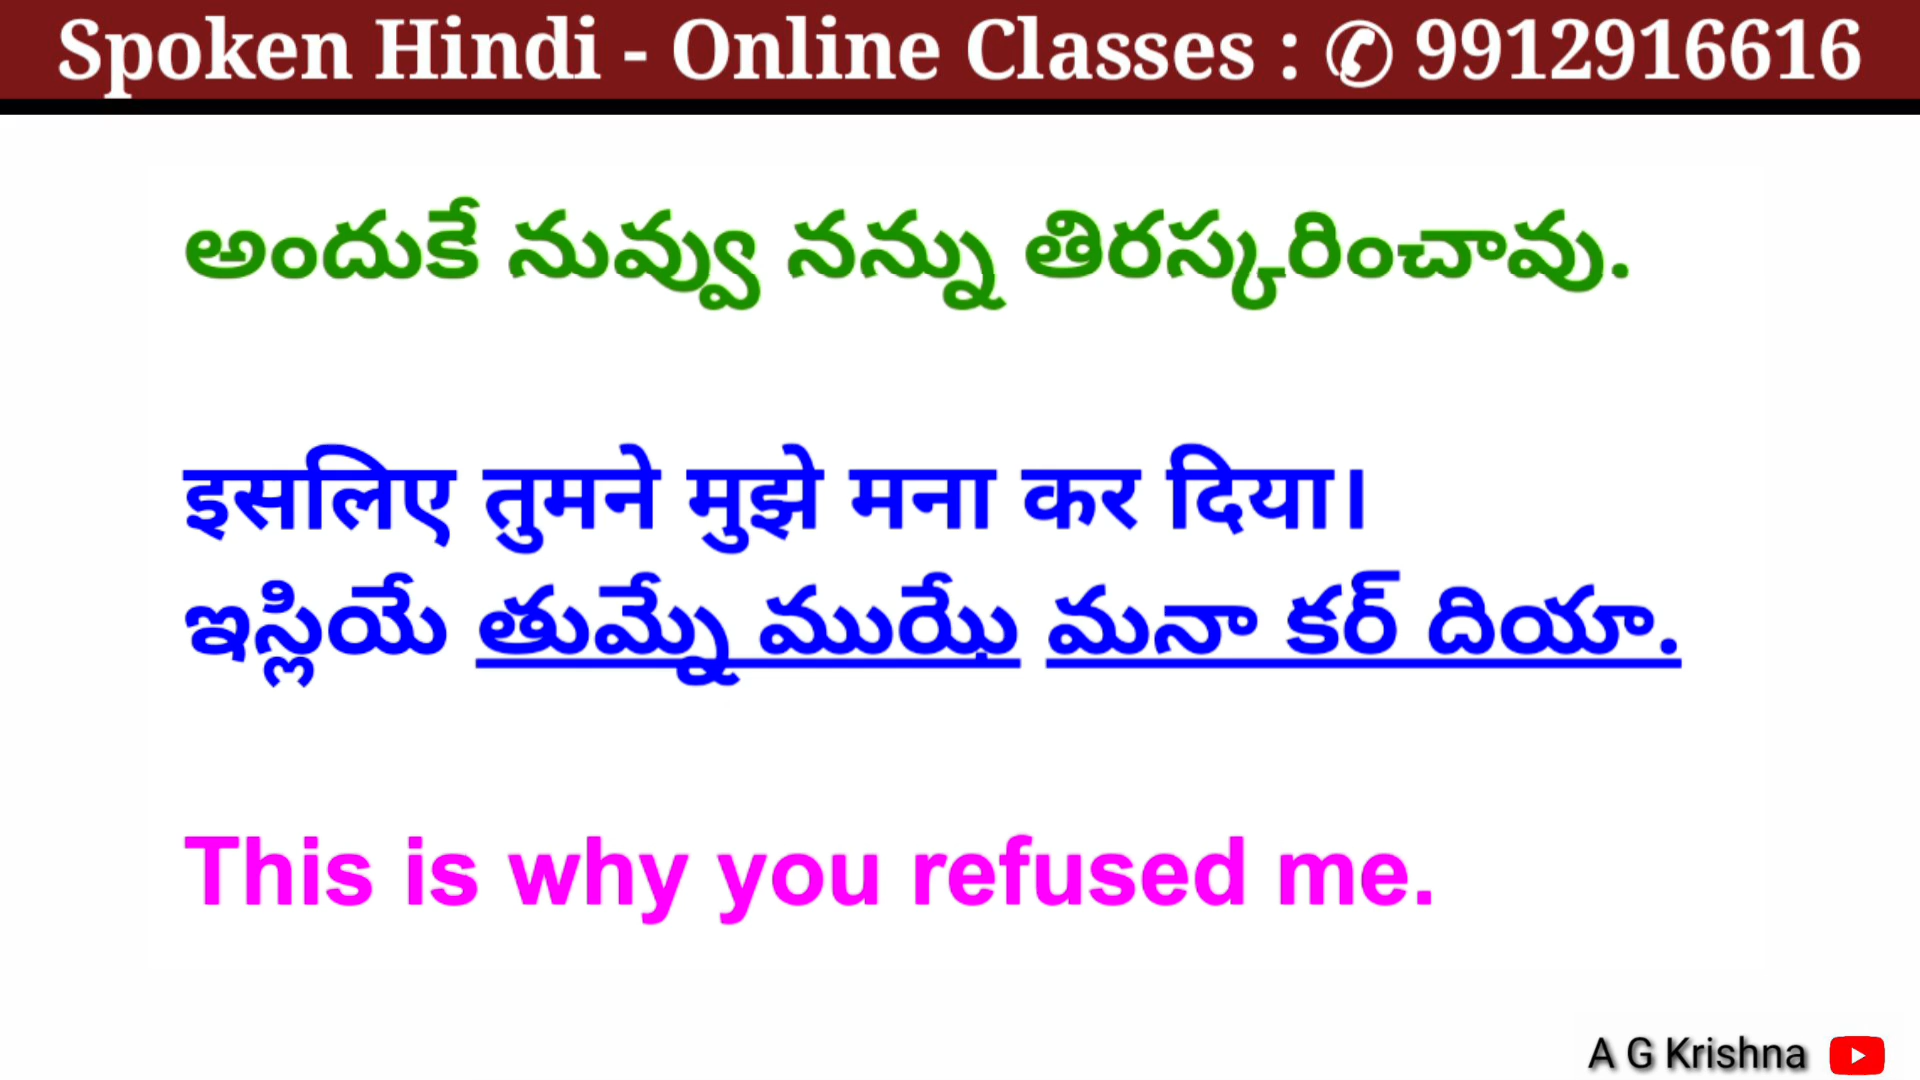 Spoken Hindi - Online Classes : ✆ 9912916616
అందుకే నువ్వు నన్ను తిరస్కరించావు.
इसलिए तुमने मुझे मना कर दिया।
ఇస్లియే తుమ్నే ముఝే మనా కర్ దియా.
This is why you refused me.
A G Krishna